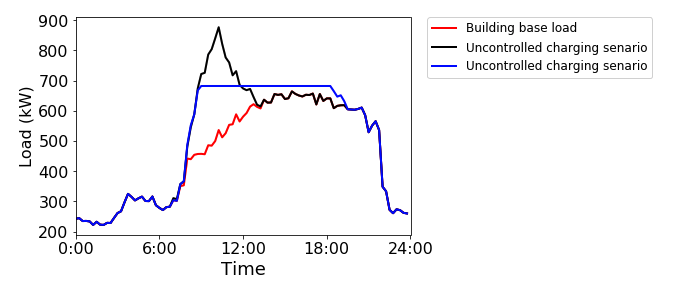 900
800
700
600
500
400
300
200
Load (kW)
0:00 6:00 12:00 18:00 24:00
Time
Building base load
Uncontrolled charging senario
Uncontrolled charging senario